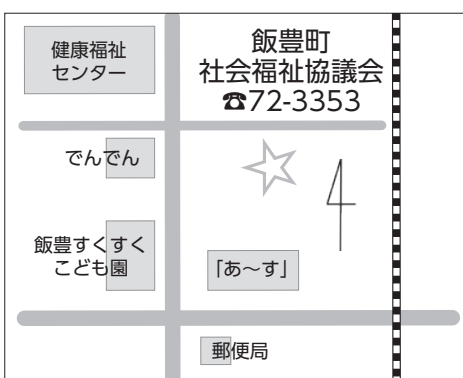 健康福祉
センター
飯豊町
社会福祉協議会
☎72-3353
でんでん
飯豊すくすく
こども園
「あ～す」
郵便局